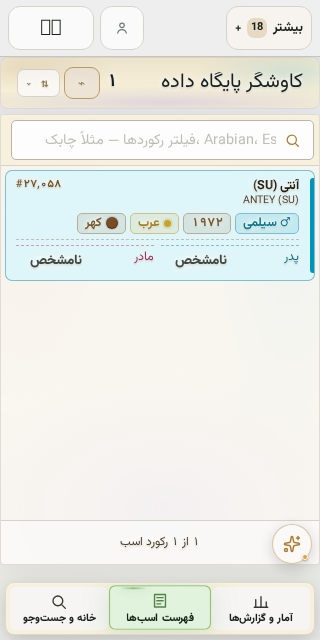 بیشتر 18 +
کاوشگر پایگاه داده
۱
فیلتر رکوردها — مثلاً چابک، Arabian، Es
آنتی (SU)
#۲۷,۰۵۸
ANTEY (SU)
♂ سیلمی ۱۹۷۲ عرب کهر
پدر نامشخص مادر نامشخص
۱ از ۱ رکورد اسب
آمار و گزارش‌ها فهرست اسب‌ها خانه و جست‌وجو